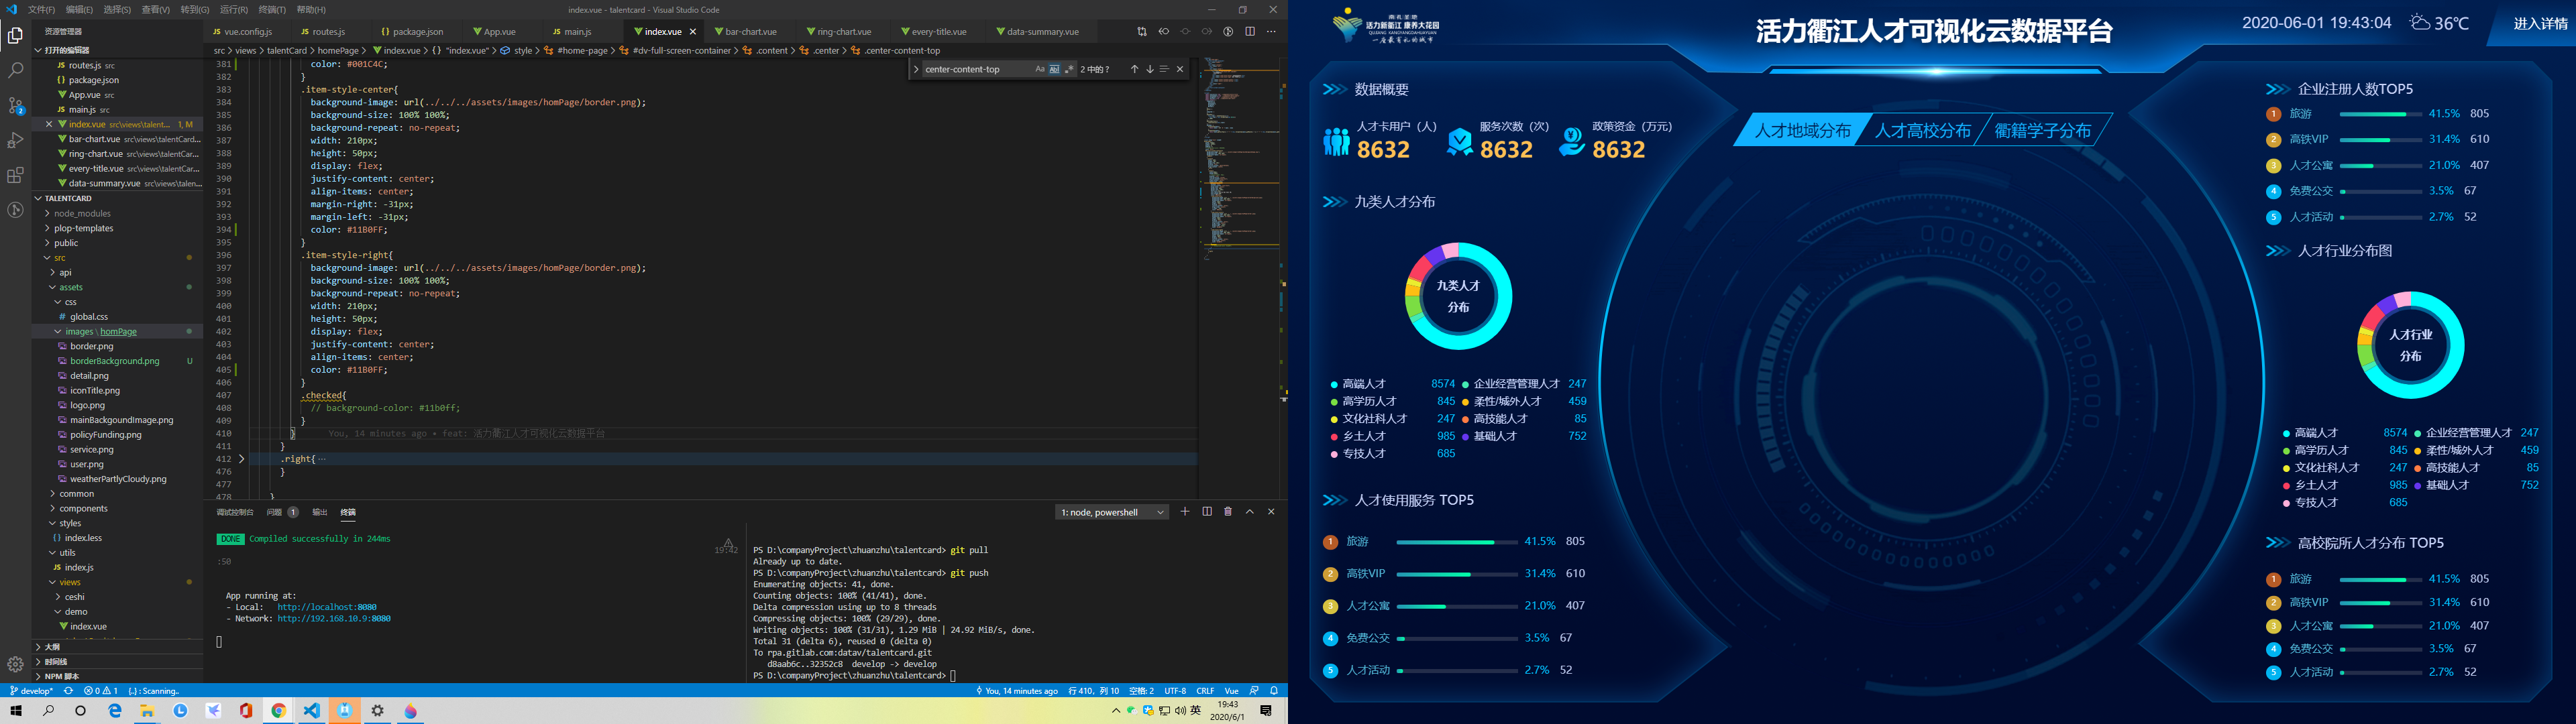 文件(F) 编辑(E) 选择(S) 查看(V) 转到(G) 运行(R) 终端(T) 帮助(H)
index.vue - talentcard - Visual Studio Code
资源管理器
打开的编辑器
routes.js src
package.json
App.vue src
main.js src
index.vue src\views\talent... 1, M
bar-chart.vue src\views\talentCard...
ring-chart.vue src\views\talentCar...
every-title.vue src\views\talentCar...
data-summary.vue src\views\talen...
TALENTCARD
node_modules
plop-templates
public
src
api
assets
css
global.css
images \ homPage
border.png
borderBackground.png U
detail.png
iconTitle.png
logo.png
mainBackgoundImage.png
policyFunding.png
service.png
user.png
weatherPartlyCloudy.png
common
components
styles
index.less
utils
index.js
views
ceshi
demo
index.vue
大纲
时间线
NPM 脚本
vue.config.js routes.js package.json App.vue main.js index.vue bar-chart.vue ring-chart.vue every-title.vue data-summary.vue
src > views > talentCard > homePage > index.vue > {} "index.vue" > style > #home-page > #dv-full-screen-container > .content > .center > .center-content-top
center-content-top Aa Abl .* 2 中的 ?
381 color: #001C4C;
382 }
383 .item-style-center{
384 background-image: url(../../../assets/images/homPage/border.png);
385 background-size: 100% 100%;
386 background-repeat: no-repeat;
387 width: 210px;
388 height: 50px;
389 display: flex;
390 justify-content: center;
391 align-items: center;
392 margin-right: -31px;
393 margin-left: -31px;
394 color: #11B0FF;
395 }
396 .item-style-right{
397 background-image: url(../../../assets/images/homPage/border.png);
398 background-size: 100% 100%;
399 background-repeat: no-repeat;
400 width: 210px;
401 height: 50px;
402 display: flex;
403 justify-content: center;
404 align-items: center;
405 color: #11B0FF;
406 }
407 .checked{
408 // background-color: #11b0ff;
409 }
410 } You, 14 minutes ago • feat: 活力衢江人才可视化云数据平台
411 }
412 .right{ ...
476 }
477
478 }
调试控制台 问题 1 输出 终端
1: node, powershell
DONE Compiled successfully in 244ms
19:42
:50
App running at:
- Local: http://localhost:8080
- Network: http://192.168.10.9:8080
PS D:\companyProject\zhuanzhu\talentcard> git pull
Already up to date.
PS D:\companyProject\zhuanzhu\talentcard> git push
Enumerating objects: 41, done.
Counting objects: 100% (41/41), done.
Delta compression using up to 8 threads
Compressing objects: 100% (29/29), done.
Writing objects: 100% (31/31), 1.29 MiB | 24.92 MiB/s, done.
Total 31 (delta 6), reused 0 (delta 0)
To rpa.gitlab.com:datav/talentcard.git
d8aab6c..32352c8 develop -> develop
PS D:\companyProject\zhuanzhu\talentcard>
develop* 0 1 {..} : Scanning..
You, 14 minutes ago 行 410，列 10 空格: 2 UTF-8 CRLF Vue
英 19:43
2020/6/1
活力新衢江 康养大花园
一座最有礼的城市
活力衢江人才可视化云数据平台
2020-06-01 19:43:04 36℃ 进入详情
数据概要
人才卡用户（人） 服务次数（次） 政策资金（万元）
8632 8632 8632
九类人才分布
九类人才
分布
高端人才 8574 企业经营管理人才 247
高学历人才 845 柔性/城外人才 459
文化社科人才 247 高技能人才 85
乡土人才 985 基础人才 752
专技人才 685
人才使用服务 TOP5
1 旅游 41.5% 805
2 高铁VIP 31.4% 610
3 人才公寓 21.0% 407
4 免费公交 3.5% 67
5 人才活动 2.7% 52
人才地域分布 人才高校分布 衢籍学子分布
企业注册人数TOP5
1 旅游 41.5% 805
2 高铁VIP 31.4% 610
3 人才公寓 21.0% 407
4 免费公交 3.5% 67
5 人才活动 2.7% 52
人才行业分布图
人才行业
分布
高端人才 8574 企业经营管理人才 247
高学历人才 845 柔性/城外人才 459
文化社科人才 247 高技能人才 85
乡土人才 985 基础人才 752
专技人才 685
高校院所人才分布 TOP5
1 旅游 41.5% 805
2 高铁VIP 31.4% 610
3 人才公寓 21.0% 407
4 免费公交 3.5% 67
5 人才活动 2.7% 52